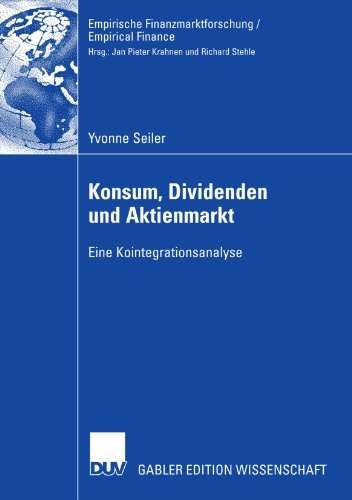 Empirische Finanzmarktforschung /
Empirical Finance
Hrsg.: Jan Pieter Krahnen und Richard Stehle
Yvonne Seiler
Konsum, Dividenden
und Aktienmarkt
Eine Kointegrationsanalyse
DUV
GABLER EDITION WISSENSCHAFT